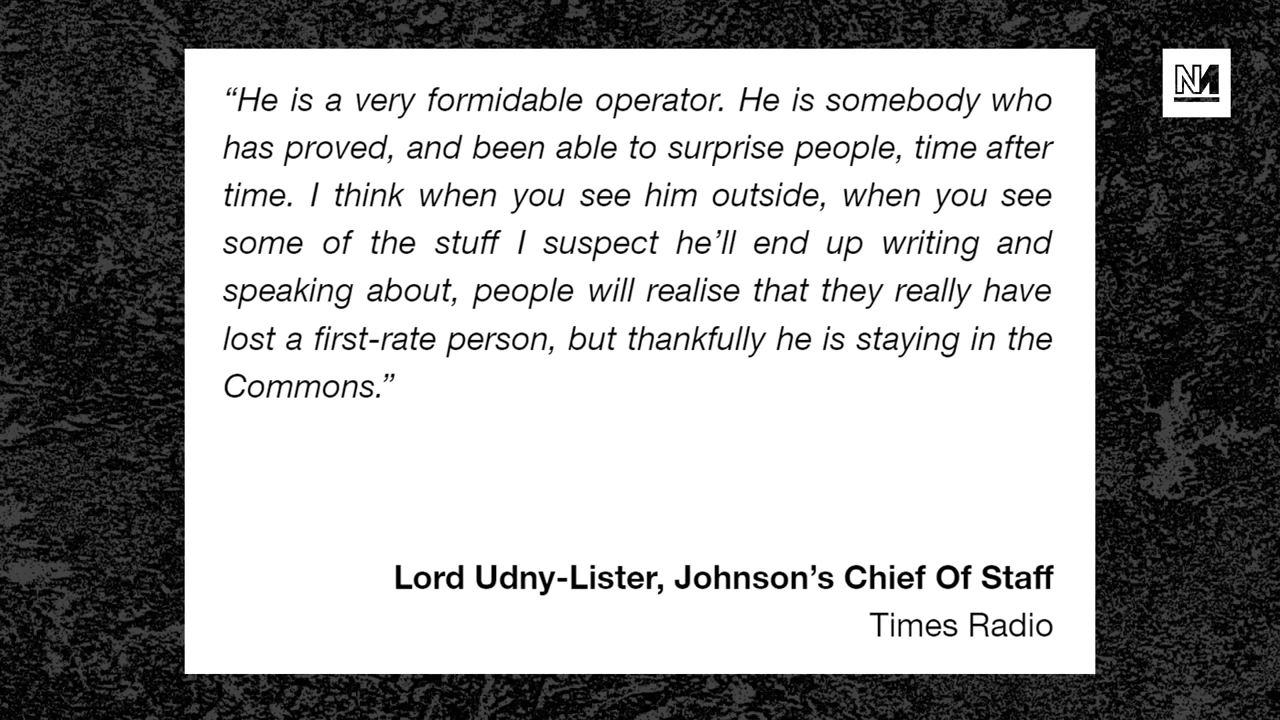 “He is a very formidable operator. He is somebody who
has proved, and been able to surprise people, time after
time. I think when you see him outside, when you see
some of the stuff I suspect he’ll end up writing and
speaking about, people will realise that they really have
lost a first-rate person, but thankfully he is staying in the
Commons.”
Lord Udny-Lister, Johnson’s Chief Of Staff
Times Radio
NM